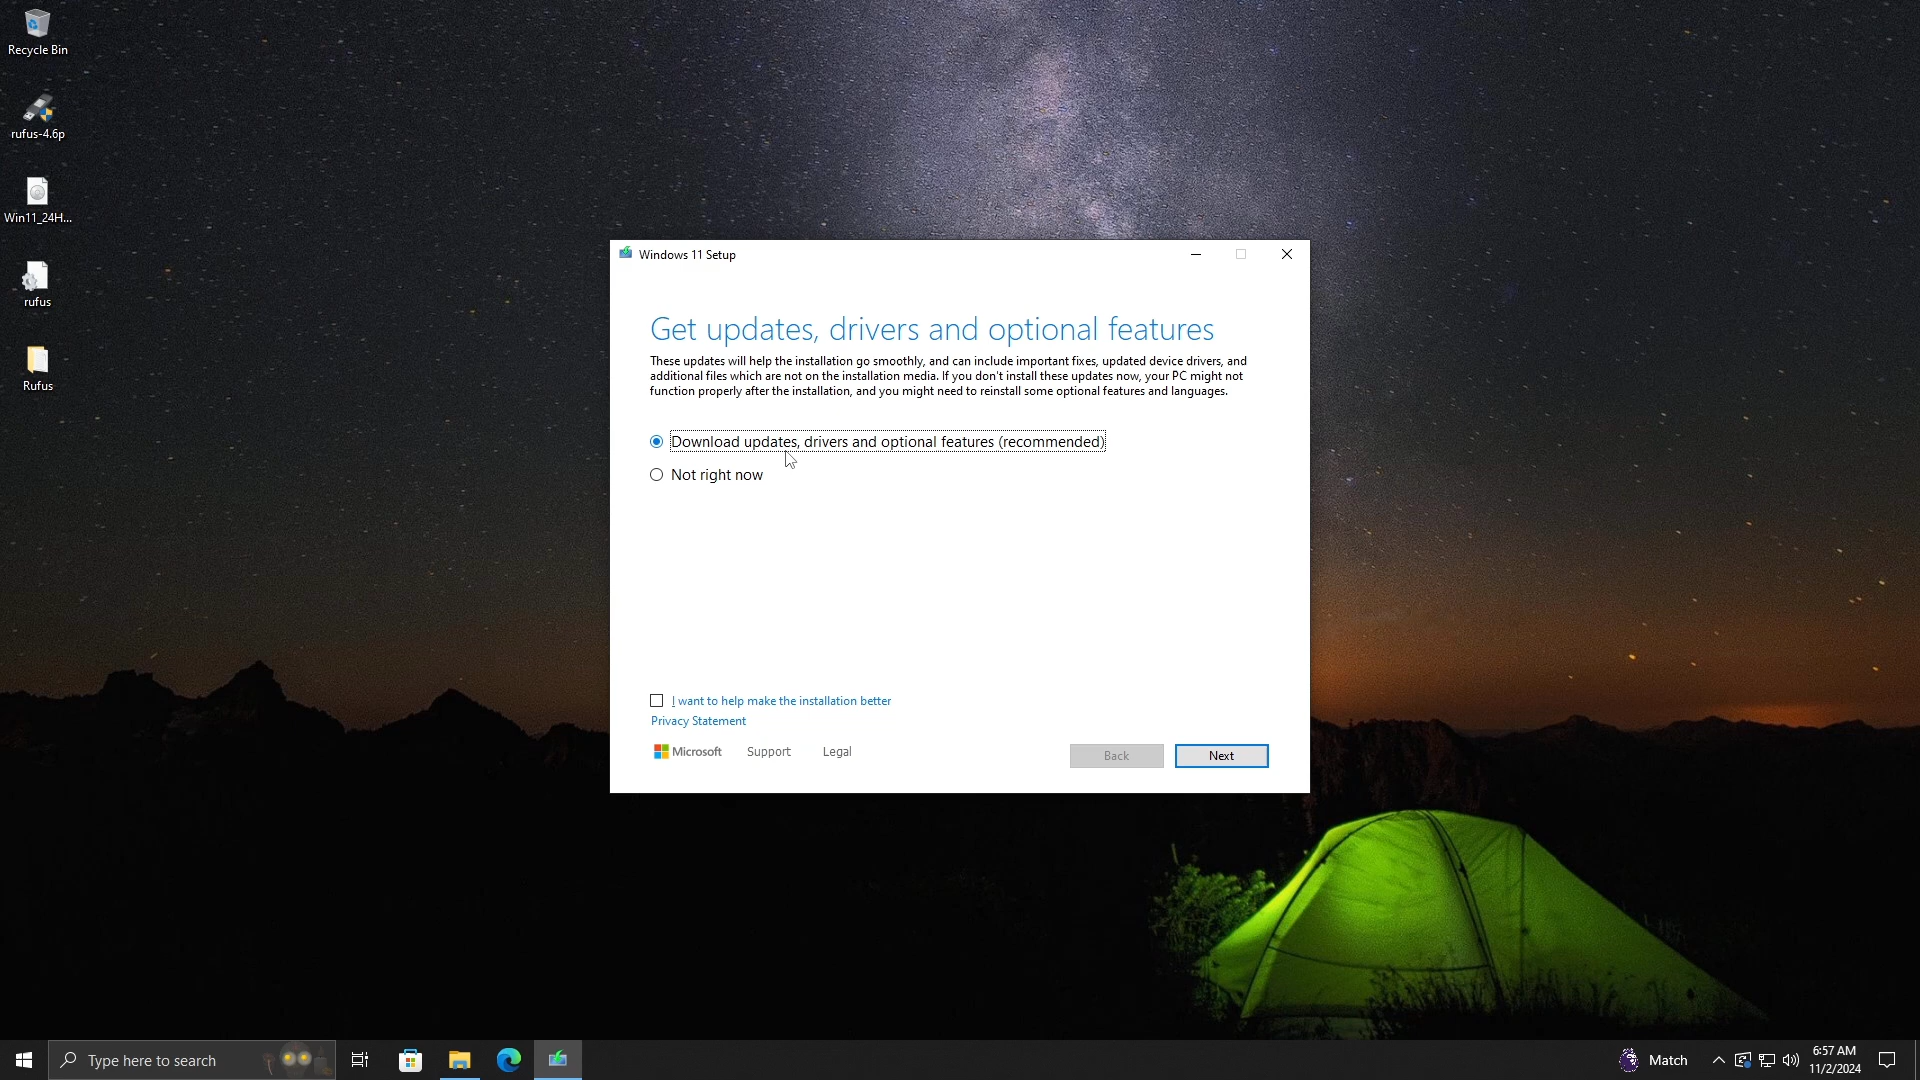 Recycle Bin
rufus-4.6p
Win11_24H...
rufus
Rufus
Windows 11 Setup
Get updates, drivers and optional features
These updates will help the installation go smoothly, and can include important fixes, updated device drivers, and
additional files which are not on the installation media. If you don't install these updates now, your PC might not
function properly after the installation, and you might need to reinstall some optional features and languages.
Download updates, drivers and optional features (recommended)
Not right now
I want to help make the installation better
Privacy Statement
Microsoft Support Legal
Back Next
Type here to search
Match
6:57 AM
11/2/2024